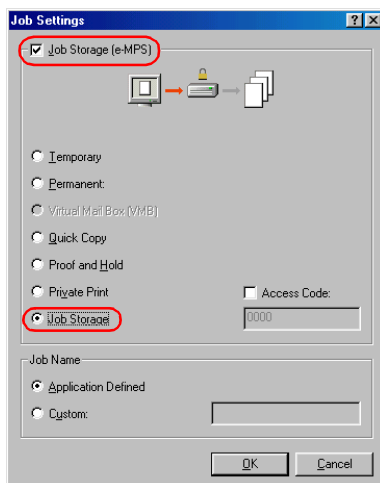 Job Settings
Job Storage (e-MPS)
Temporary
Permanent:
Virtual Mail Box (VMB)
Quick Copy
Proof and Hold
Private Print
Access Code:
Job Storage
0000
Job Name
Application Defined
Custom:
OK
Cancel